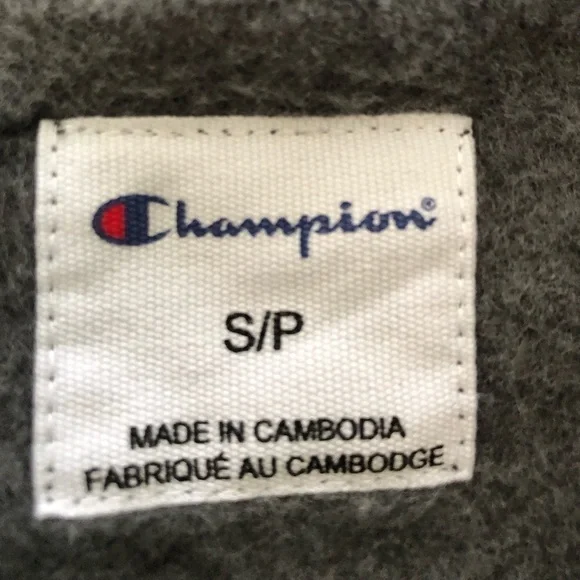 Champion®
S/P
MADE IN CAMBODIA
FABRIQUÉ AU CAMBODGE